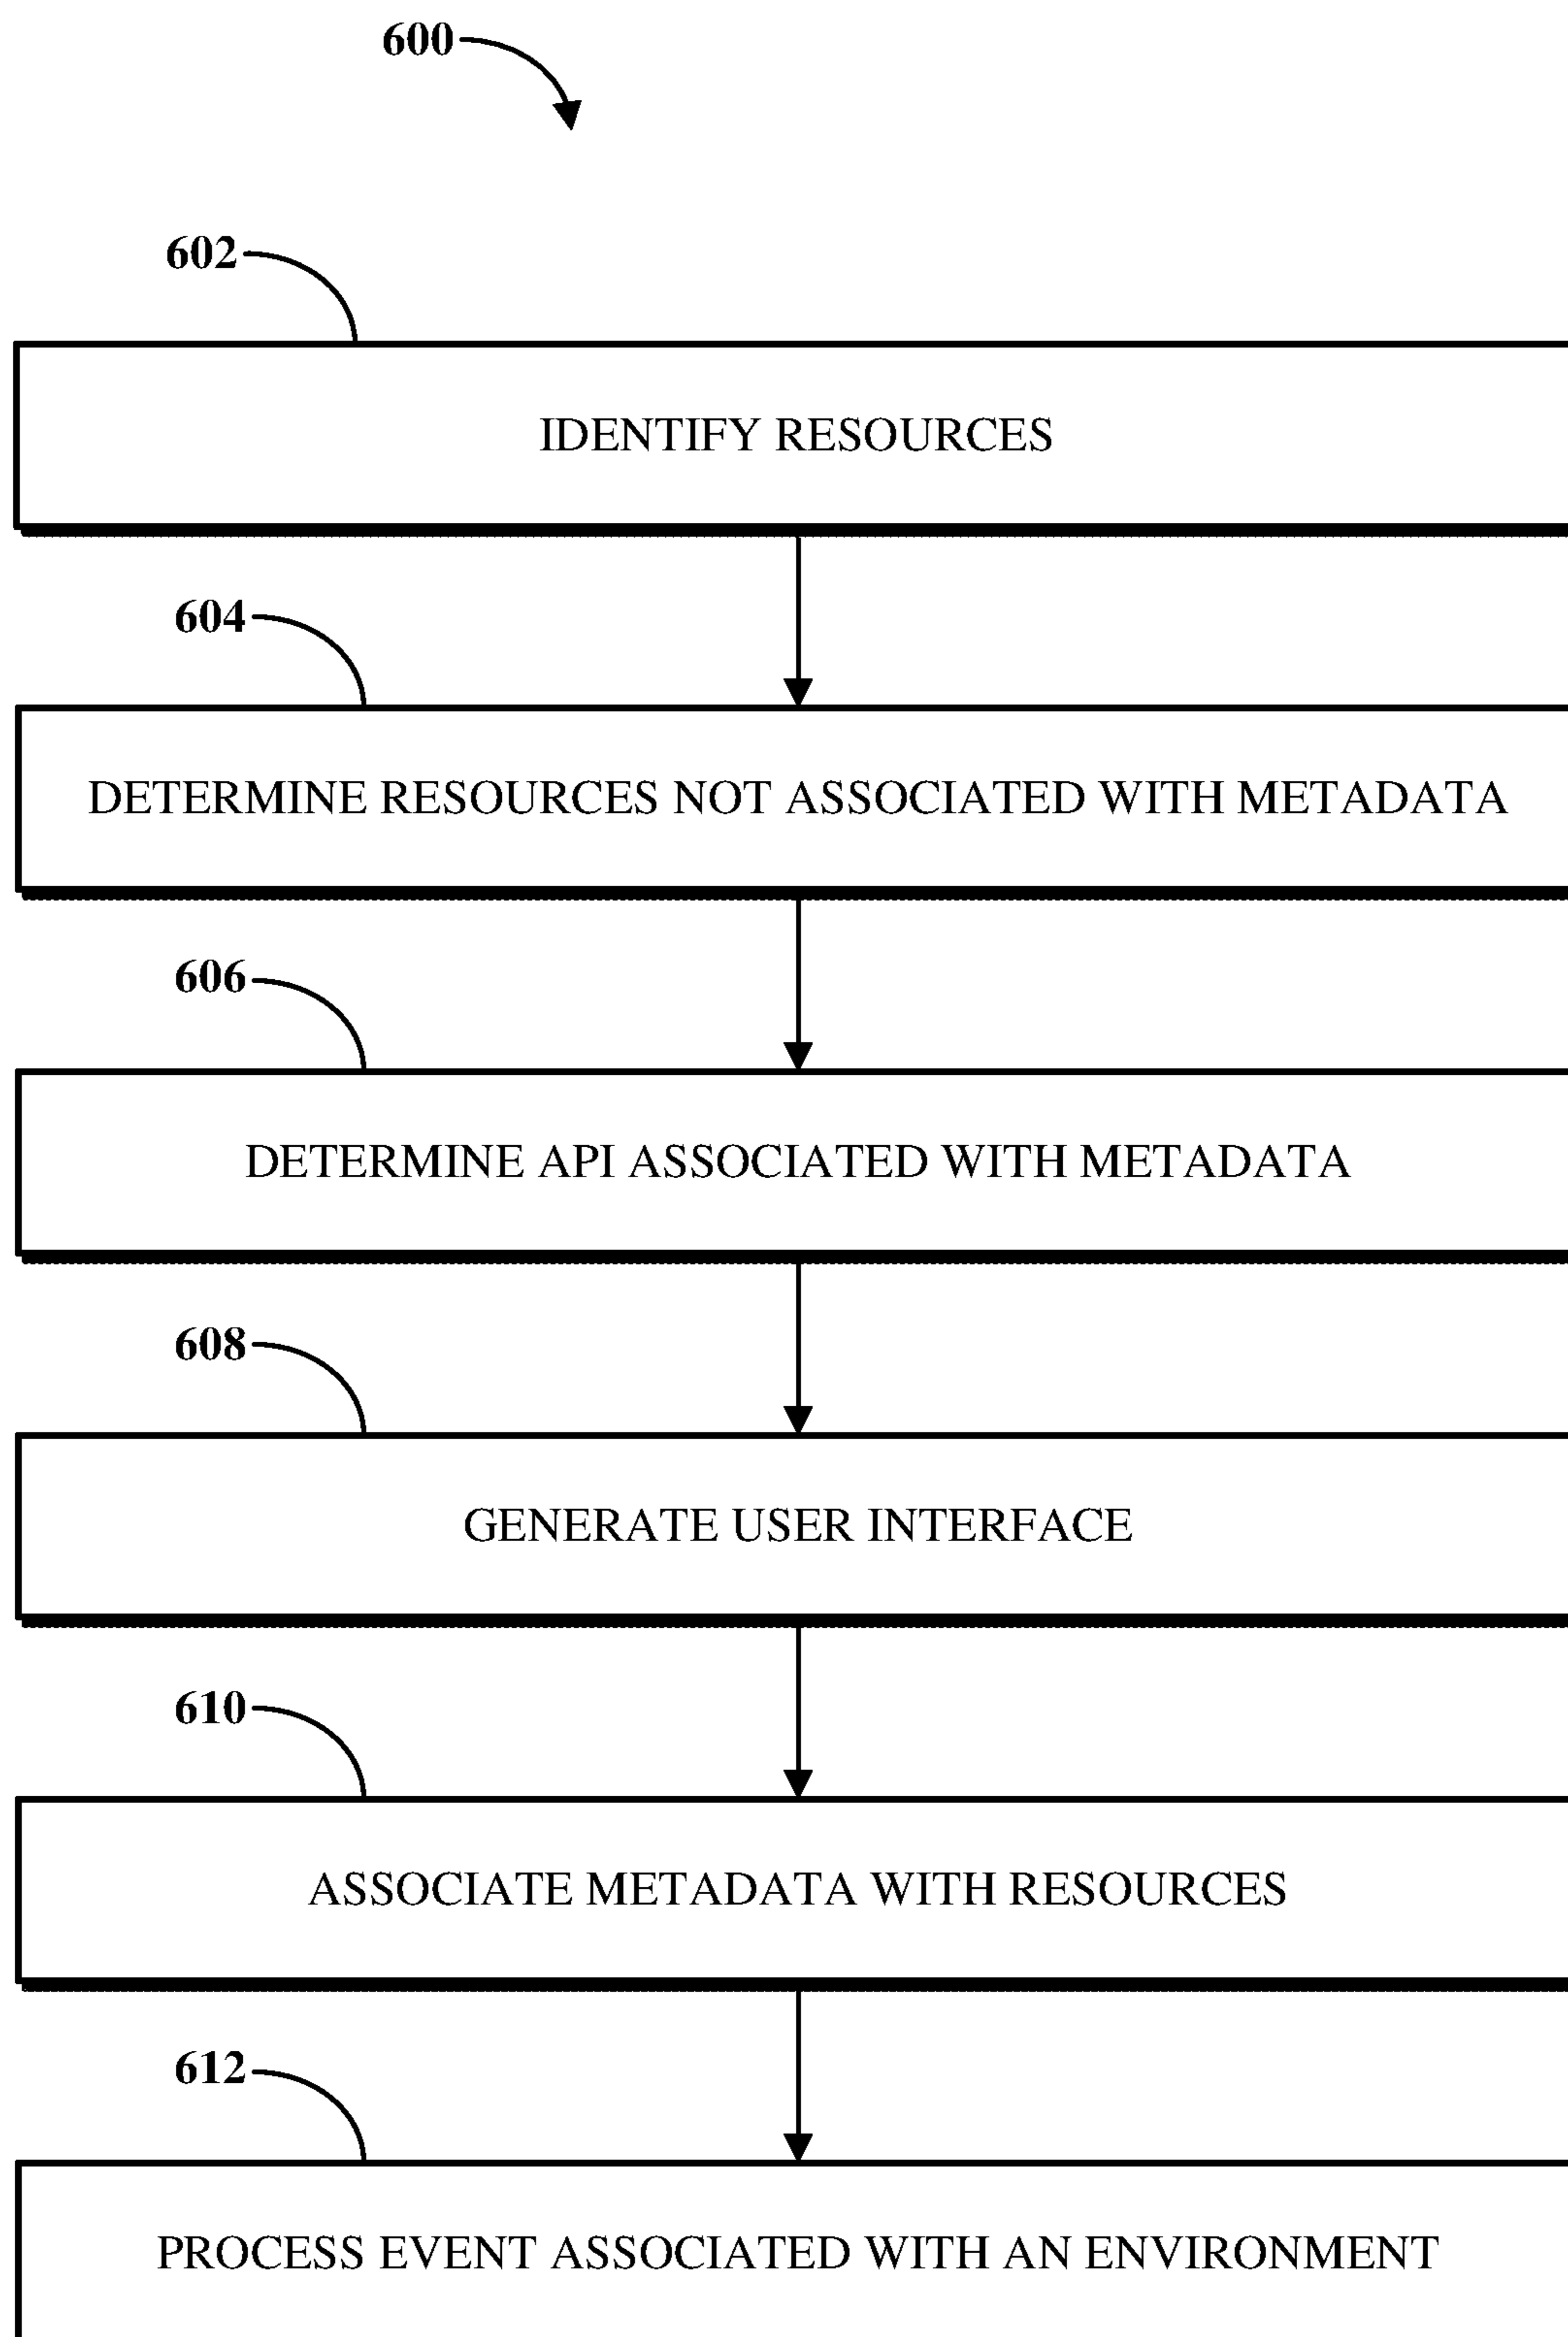 600
602
IDENTIFY RESOURCES
604
DETERMINE RESOURCES NOT ASSOCIATED WITH METADATA
606
DETERMINE API ASSOCIATED WITH METADATA
608
GENERATE USER INTERFACE
610
ASSOCIATE METADATA WITH RESOURCES
612
PROCESS EVENT ASSOCIATED WITH AN ENVIRONMENT